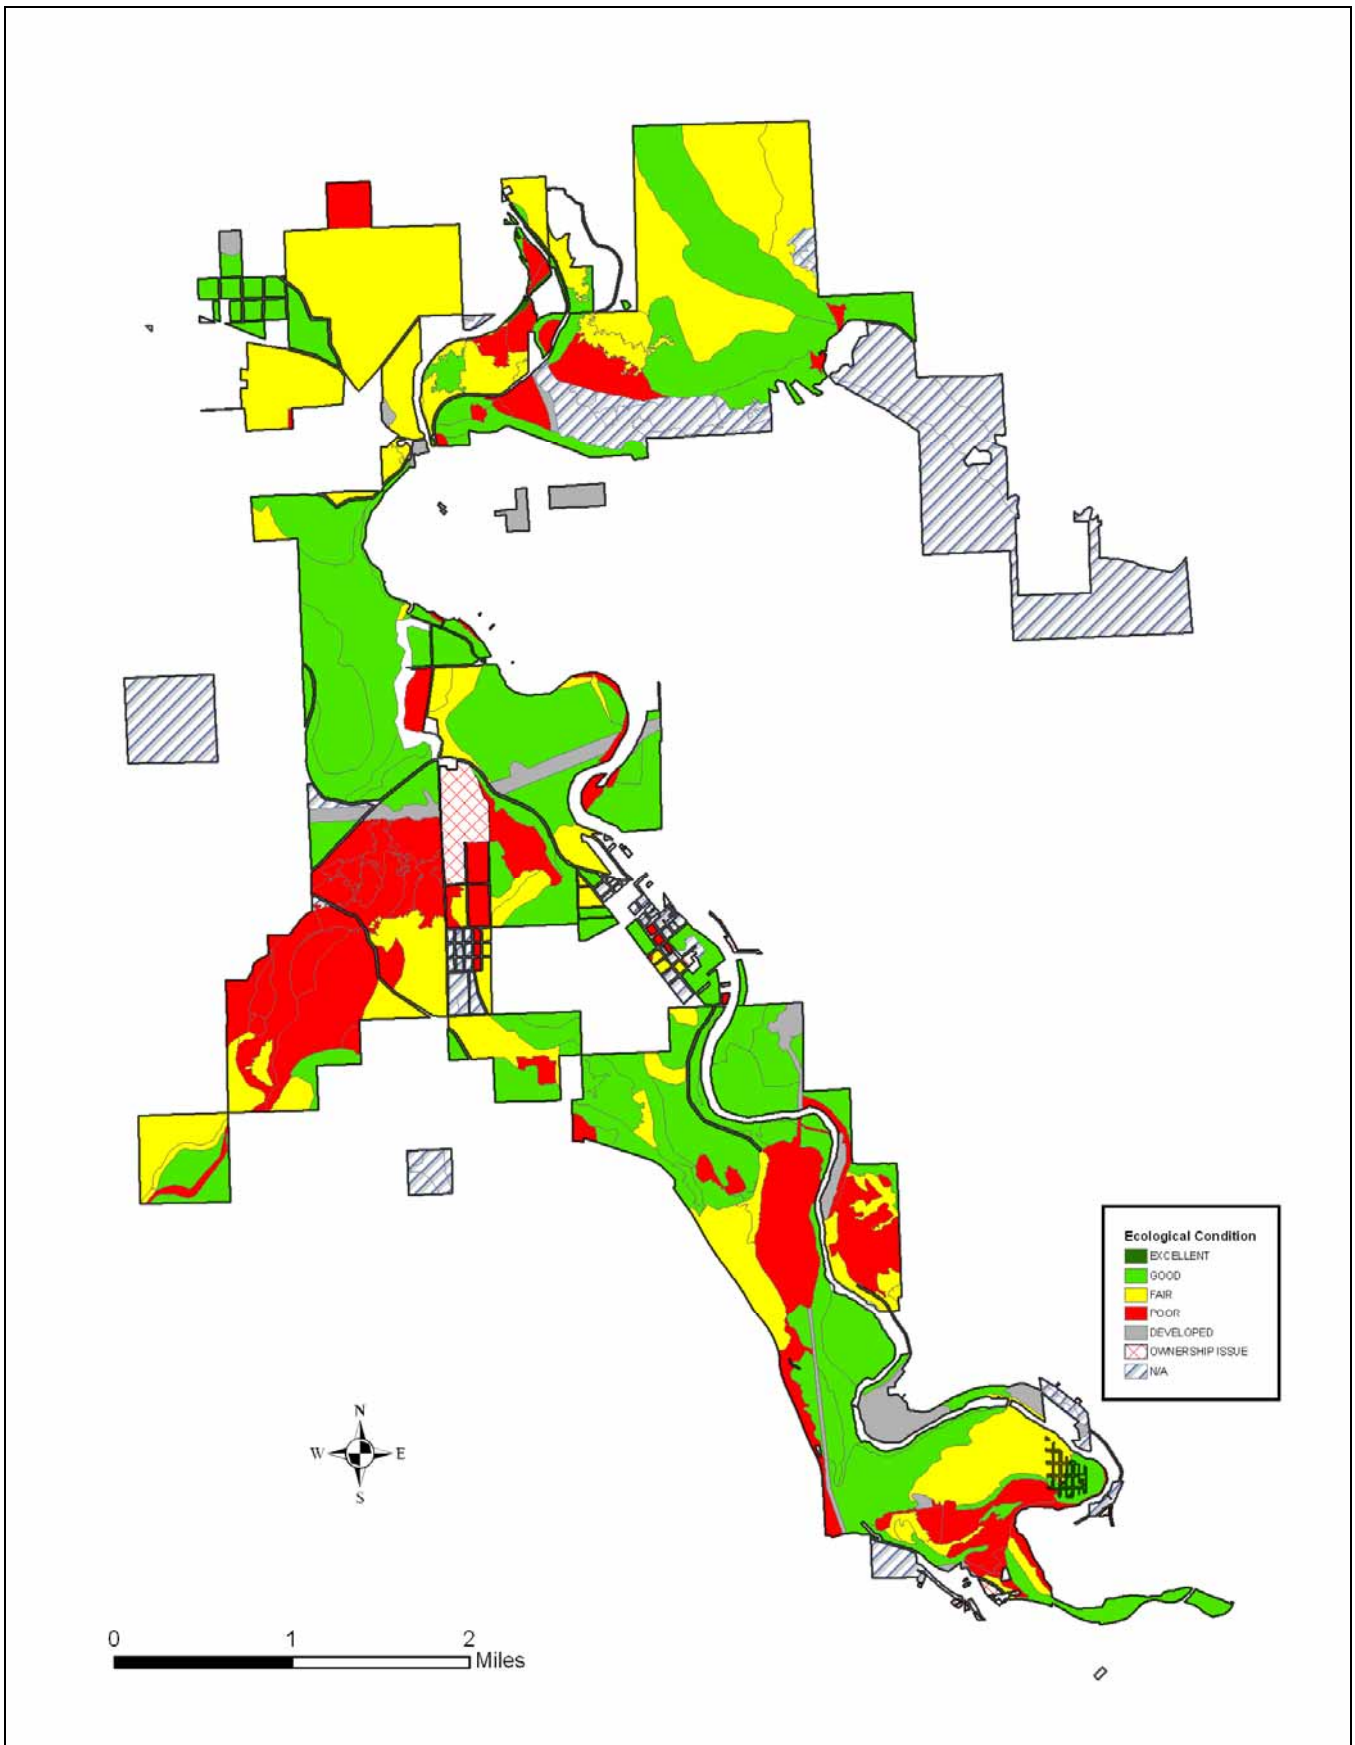 Ecological Condition
EXCELLENT
GOOD
FAIR
POOR
DEVELOPED
OWNERSHIP ISSUE
N/A
N
W E
S
0 1 2
Miles